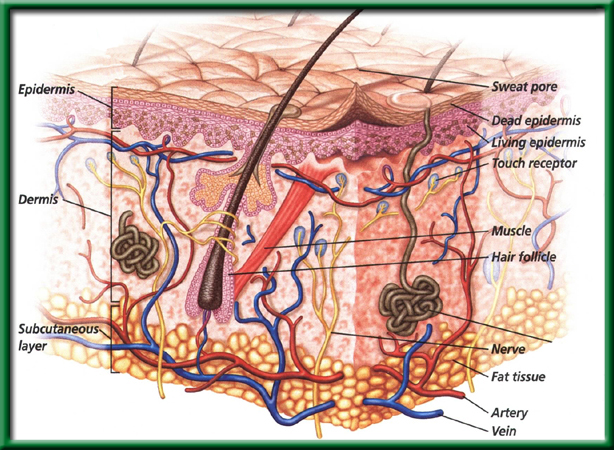 Epidermis
Dermis
Subcutaneous
layer
Sweat pore
Dead epidermis
Living epidermis
Touch receptor
Muscle
Hair follicle
Nerve
Fat tissue
Artery
Vein